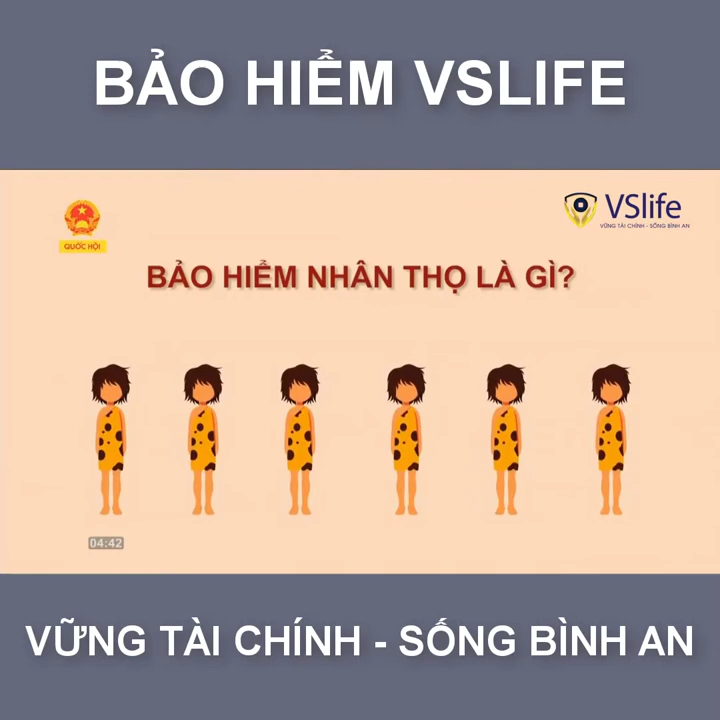 BẢO HIỂM VSLIFE
QUỐC HỘI
VSlife
VỮNG TÀI CHÍNH - SỐNG BÌNH AN
BẢO HIỂM NHÂN THỌ LÀ GÌ?
04:42
VỮNG TÀI CHÍNH - SỐNG BÌNH AN